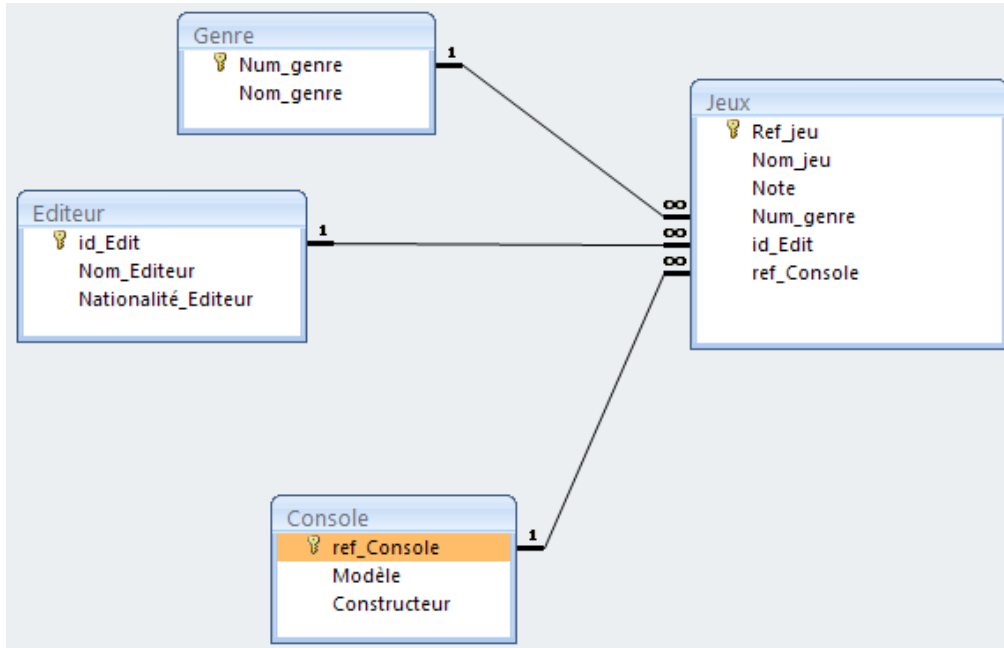 Genre
Num_genre
Nom_genre
1
Jeux
Ref_jeu
Nom_jeu
Note
Num_genre
id_Edit
ref_Console
∞
∞
∞
Editeur
id_Edit
Nom_Editeur
Nationalité_Editeur
1
Console
ref_Console
Modèle
Constructeur
1